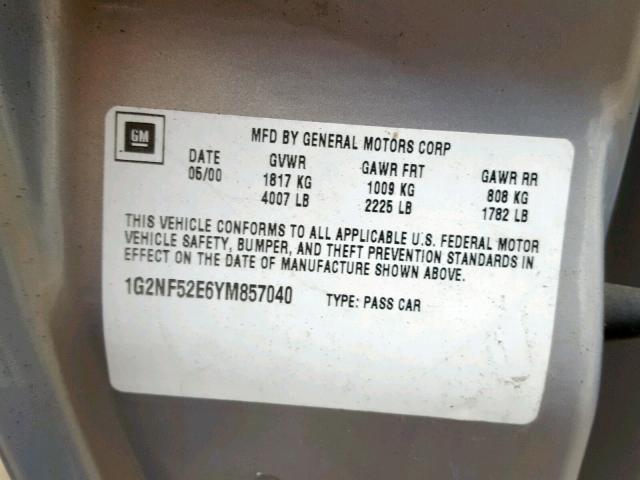 GM
MFD BY GENERAL MOTORS CORP
DATE GVWR GAWR FRT GAWR RR
05/00 1817 KG 1009 KG 808 KG
4007 LB 2225 LB 1782 LB
THIS VEHICLE CONFORMS TO ALL APPLICABLE U.S. FEDERAL MOTOR
VEHICLE SAFETY, BUMPER, AND THEFT PREVENTION STANDARDS IN
EFFECT ON THE DATE OF MANUFACTURE SHOWN ABOVE.
1G2NF52E6YM857040 TYPE: PASS CAR